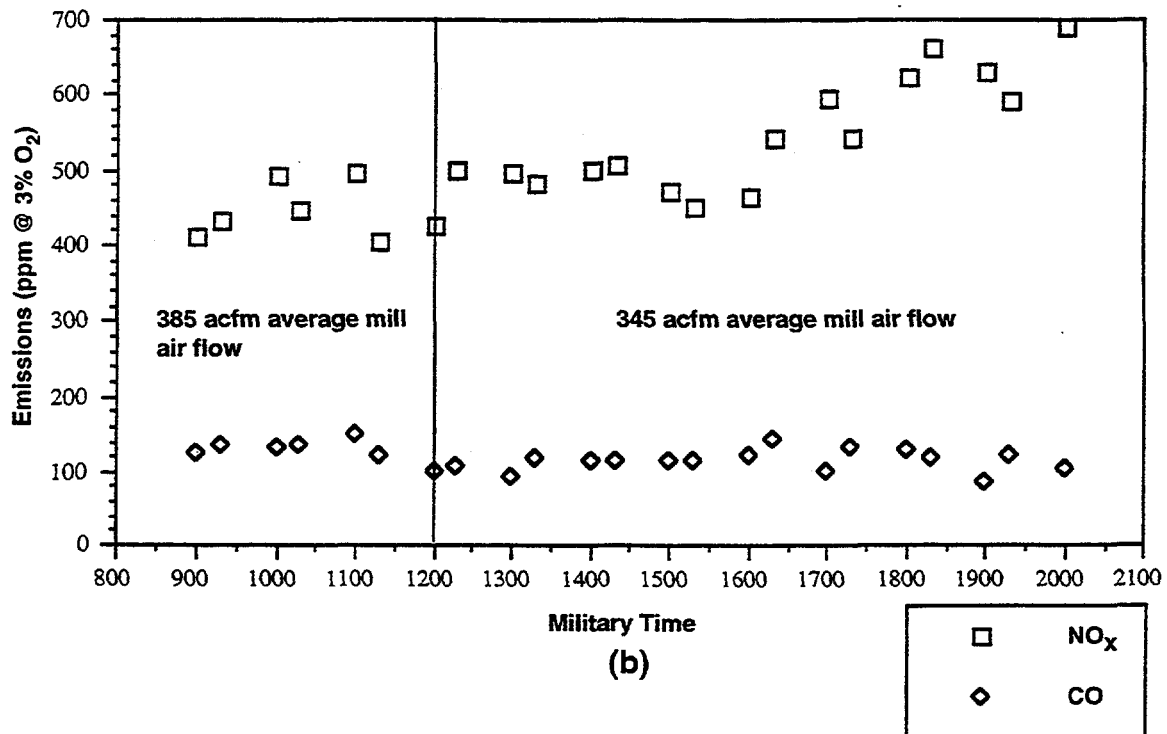 700
600
500
400
300
200
100
0
Emissions (ppm @ 3% O₂)
385 acfm average mill
air flow
345 acfm average mill air flow
800 900 1000 1100 1200 1300 1400 1500 1600 1700 1800 1900 2000 2100
Military Time
(b)
NOₓ
CO